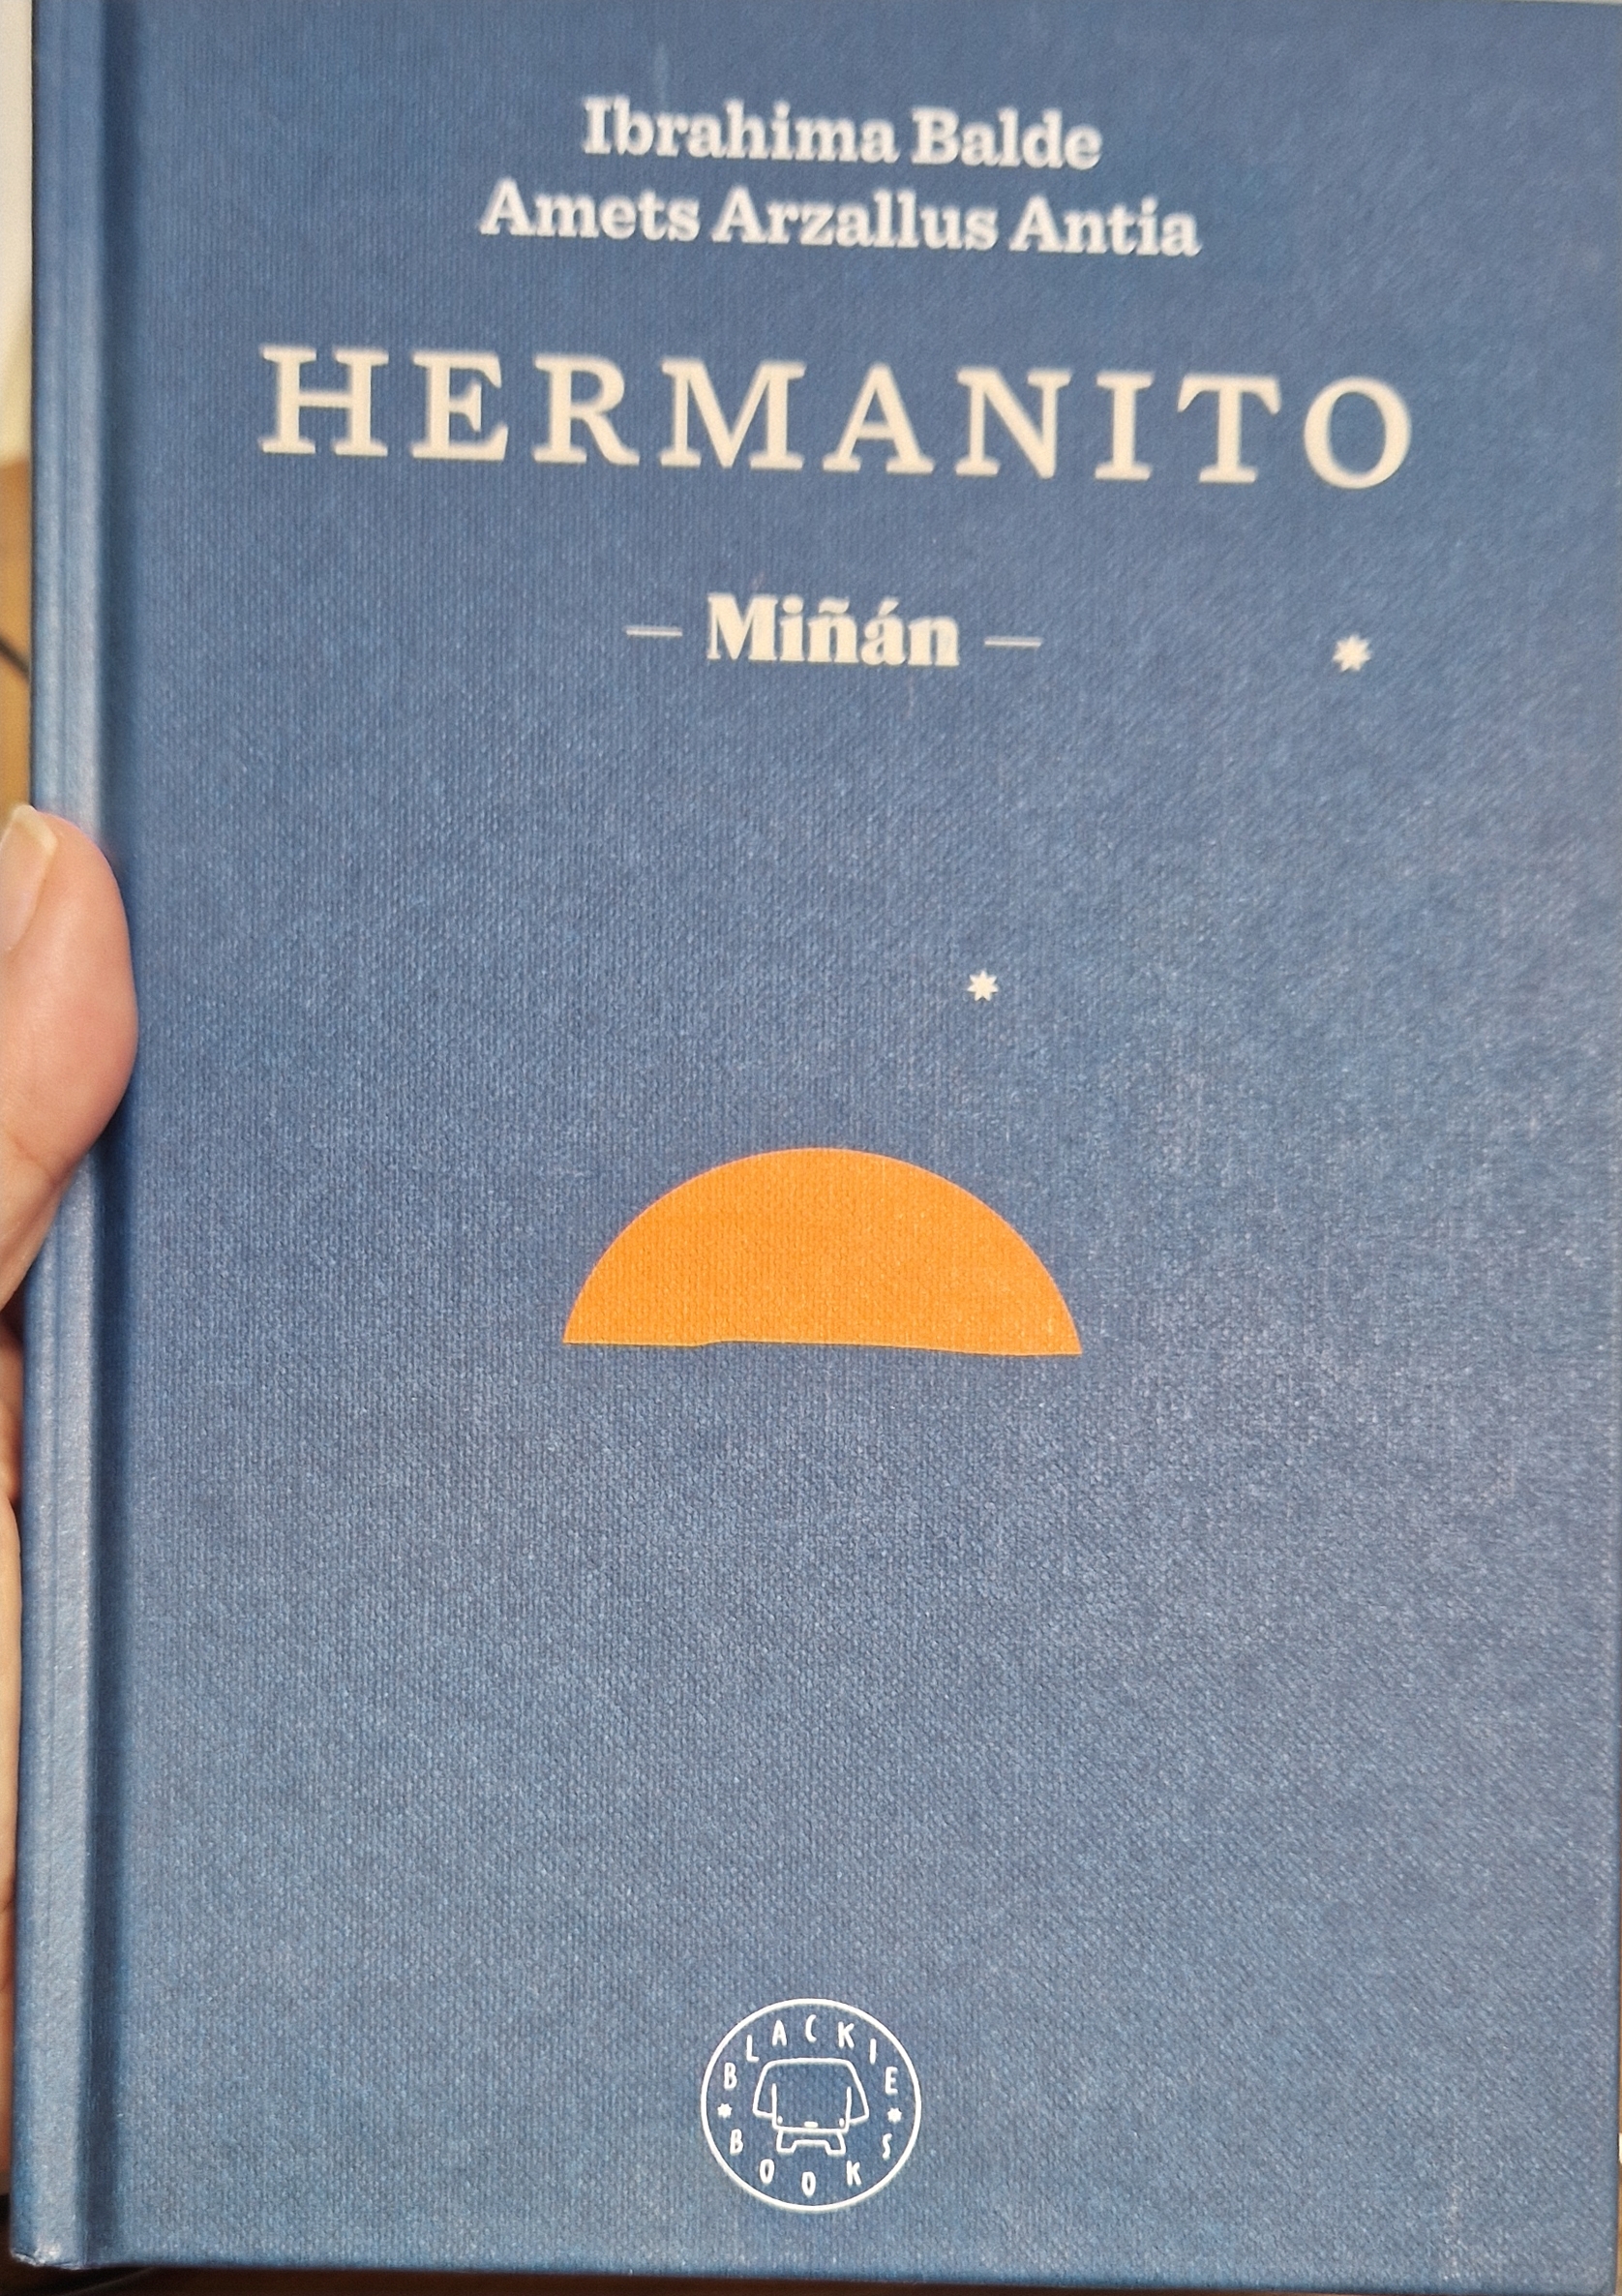 Ibrahima Balde
Amets Arzallus Antia
HERMANITO
— Miñán —
BLACKIE
BOOKS